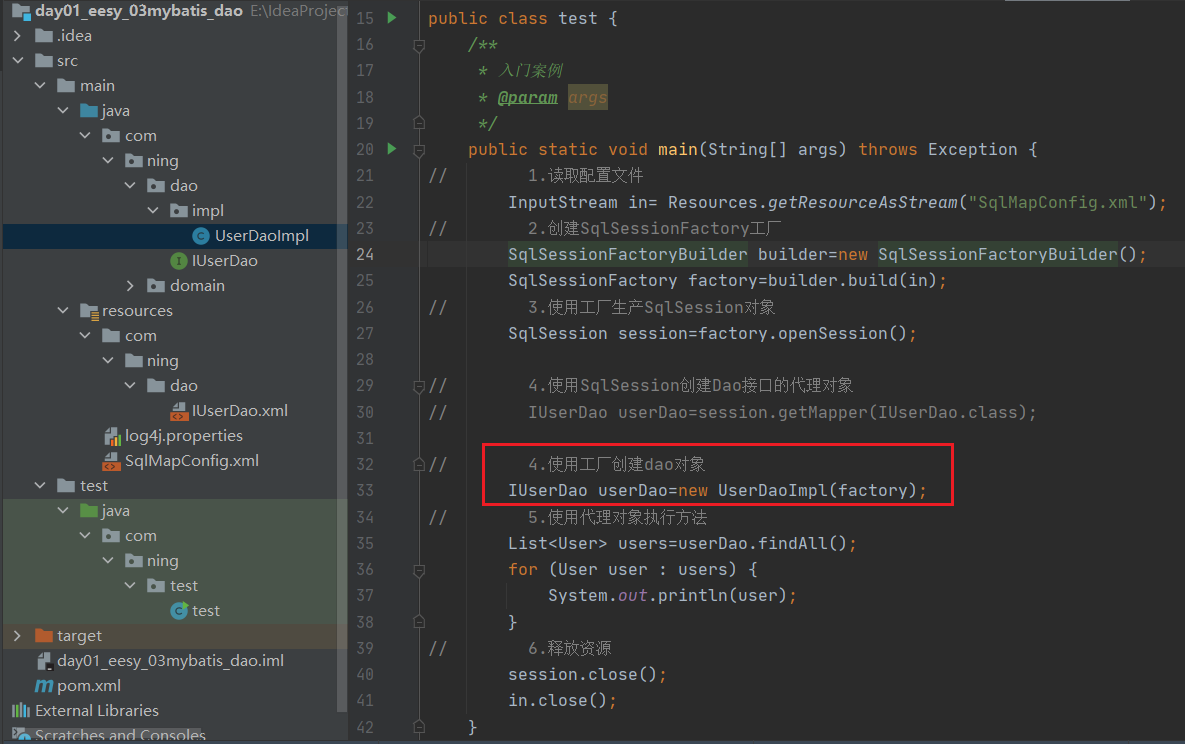 day01_eesy_03mybatis_dao E:\IdeaProjec
.idea
src
main
java
com
ning
dao
impl
UserDaoImpl
IUserDao
domain
resources
com
ning
dao
IUserDao.xml
log4j.properties
SqlMapConfig.xml
test
java
com
ning
test
test
target
day01_eesy_03mybatis_dao.iml
pom.xml
External Libraries
Scratches and Consoles
15 public class test {
16 /**
17 * 入门案例
18 * @param args
19 */
20 public static void main(String[] args) throws Exception {
21 // 1.读取配置文件
22 InputStream in= Resources.getResourceAsStream("SqlMapConfig.xml");
23 // 2.创建SqlSessionFactory工厂
24 SqlSessionFactoryBuilder builder=new SqlSessionFactoryBuilder();
25 SqlSessionFactory factory=builder.build(in);
26 // 3.使用工厂生产SqlSession对象
27 SqlSession session=factory.openSession();
28
29 // 4.使用SqlSession创建Dao接口的代理对象
30 // IUserDao userDao=session.getMapper(IUserDao.class);
31
32 // 4.使用工厂创建dao对象
33 IUserDao userDao=new UserDaoImpl(factory);
34 // 5.使用代理对象执行方法
35 List<User> users=userDao.findAll();
36 for (User user : users) {
37 System.out.println(user);
38 }
39 // 6.释放资源
40 session.close();
41 in.close();
42 }